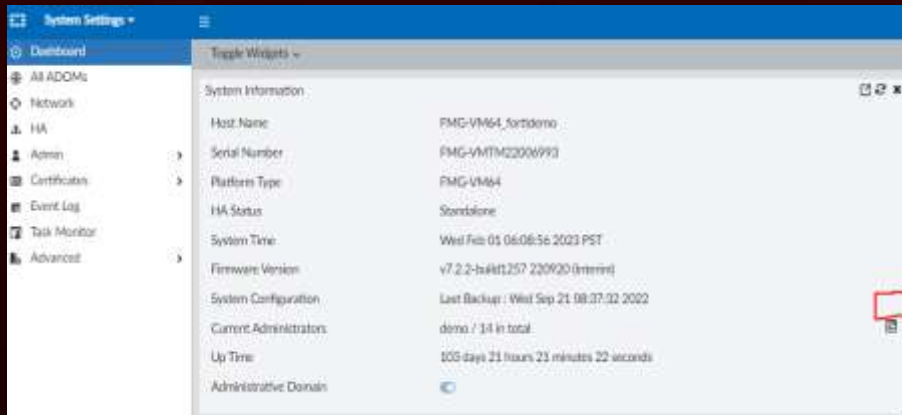 System Settings
Toggle Widgets
Dashboard
All ADOMs
Network
HA
Admin
Certificates
Event Log
Task Monitor
Advanced
System Information
Host Name FMG-VM64_fortidemo
Serial Number FMG-VMTM22006993
Platform Type FMG-VM64
HA Status Standalone
System Time Wed Feb 01 06:08:56 2023 PST
Firmware Version v7.2.2-build1257 220920 (Interim)
System Configuration Last Backup : Wed Sep 21 08:37:32 2022
Current Administrators demo / 14 in total
Up Time 103 days 21 hours 21 minutes 22 seconds
Administrative Domain